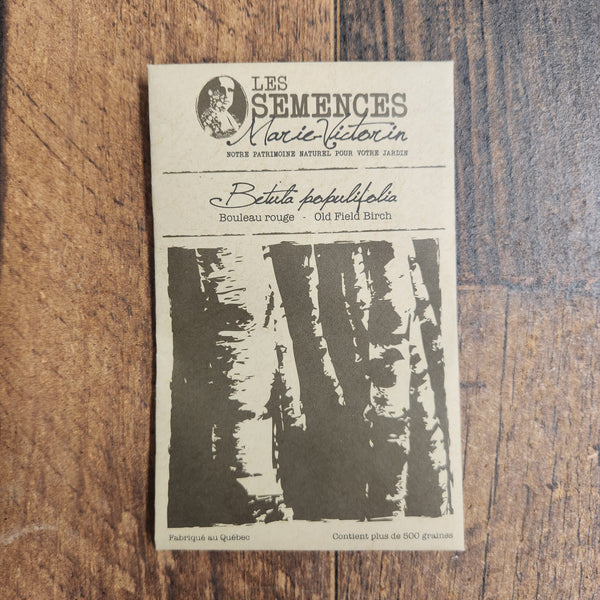 LES
SEMENCES
Marie-Victorin
NOTRE PATRIMOINE NATUREL POUR VOTRE JARDIN
Betula populifolia
Bouleau rouge - Old Field Birch
Fabriqué au Québec
Contient plus de 500 graines